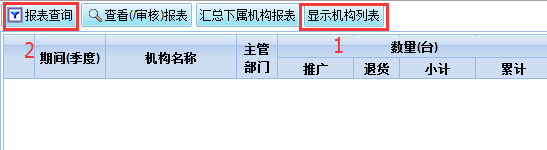 报表查询 查看(/审核)报表 汇总下属机构报表 显示机构列表
2 期间(季度) 机构名称 主管部门 1 数量(台)
推广 退货 小计 累计